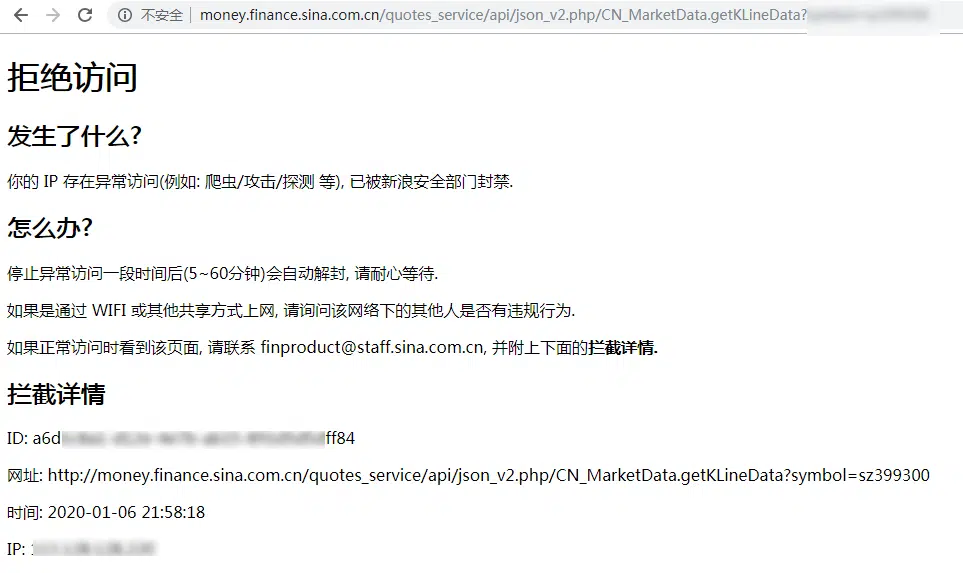 不安全 money.finance.sina.com.cn/quotes_service/api/json_v2.php/CN_MarketData.getKLineData?
拒绝访问
发生了什么?
你的 IP 存在异常访问(例如: 爬虫/攻击/探测 等), 已被新浪安全部门封禁.
怎么办?
停止异常访问一段时间后(5~60分钟)会自动解封, 请耐心等待.
如果是通过 WIFI 或其他共享方式上网, 请询问该网络下的其他人是否有违规行为.
如果正常访问时看到该页面, 请联系 finproduct@staff.sina.com.cn, 并附上下面的拦截详情.
拦截详情
ID: a6d ff84
网址: http://money.finance.sina.com.cn/quotes_service/api/json_v2.php/CN_MarketData.getKLineData?symbol=sz399300
时间: 2020-01-06 21:58:18
IP: